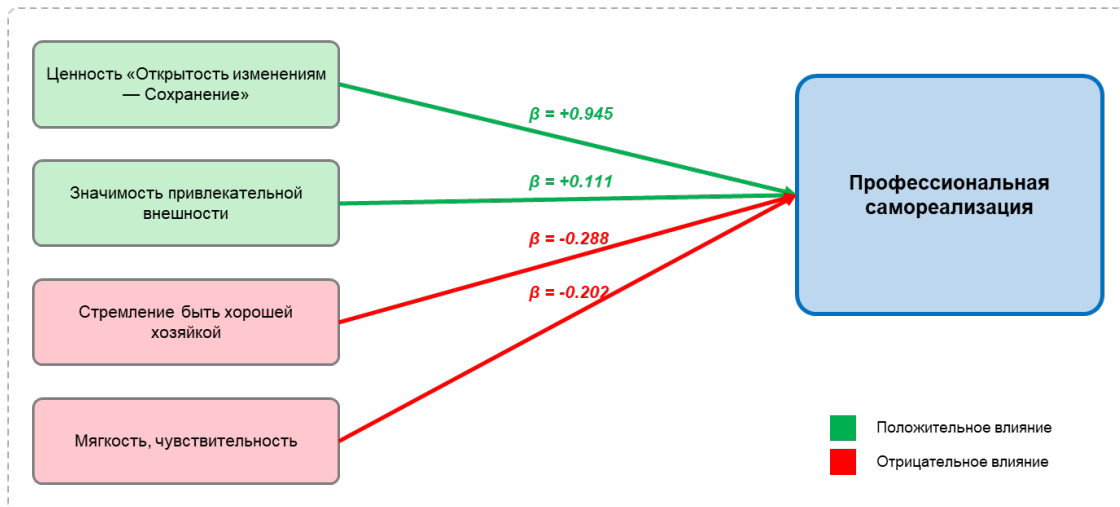 Ценность «Открытость изменениям
— Сохранение»
β = +0.945
Значимость привлекательной
внешности
β = +0.111
Профессиональная
самореализация
β = -0.288
Стремление быть хорошей
хозяйкой
β = -0.202
Мягкость, чувствительность
Положительное влияние
Отрицательное влияние